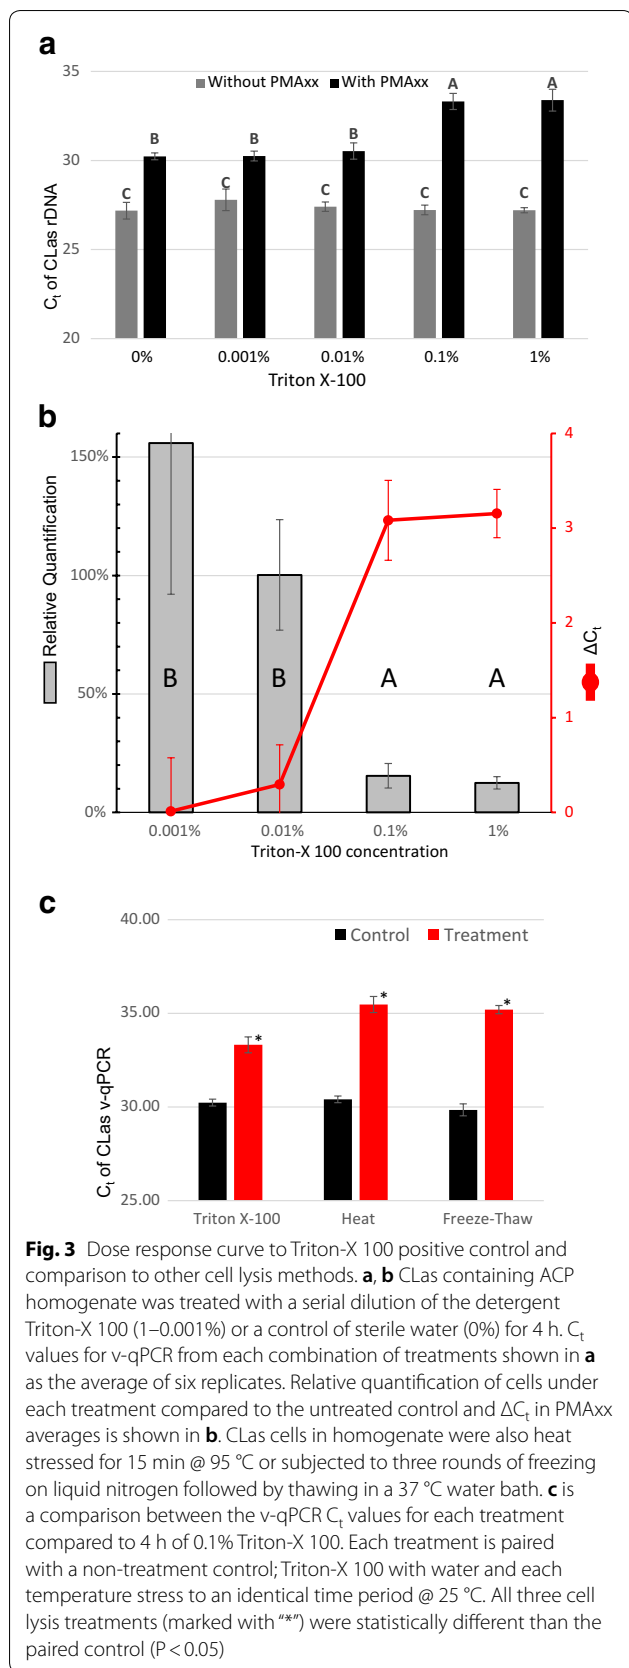 a
35
Without PMAxx
With PMAxx
A
A
B
B
B
30
C
C
C
C
C
25
20
Ct of CLas rDNA
0%
0.001%
0.01%
0.1%
1%
Triton X-100
b
150%
100%
50%
0%
Relative Quantification
4
3
2
1
0
ΔCt
B
B
A
A
0.001%
0.01%
0.1%
1%
Triton-X 100 concentration
c
40.00
Control
Treatment
35.00
30.00
25.00
Ct of CLas v-qPCR
*
*
*
Triton X-100
Heat
Freeze-Thaw
Fig. 3 Dose response curve to Triton-X 100 positive control and
comparison to other cell lysis methods. a, b CLas containing ACP
homogenate was treated with a serial dilution of the detergent
Triton-X 100 (1–0.001%) or a control of sterile water (0%) for 4 h. Ct
values for v-qPCR from each combination of treatments shown in a
as the average of six replicates. Relative quantification of cells under
each treatment compared to the untreated control and ΔCt in PMAxx
averages is shown in b. CLas cells in homogenate were also heat
stressed for 15 min @ 95 °C or subjected to three rounds of freezing
on liquid nitrogen followed by thawing in a 37 °C water bath. c is
a comparison between the v-qPCR Ct values for each treatment
compared to 4 h of 0.1% Triton-X 100. Each treatment is paired
with a non-treatment control; Triton-X 100 with water and each
temperature stress to an identical time period @ 25 °C. All three cell
lysis treatments (marked with “*”) were statistically different than the
paired control (P < 0.05)